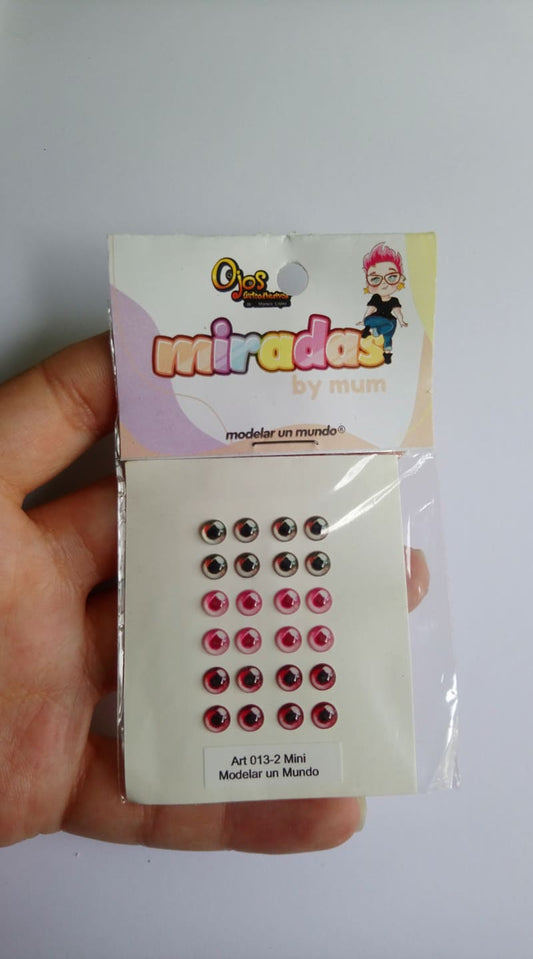 Ojos
miradas
by mum
modelar un mundo®
Art 013-2 Mini
Modelar un Mundo